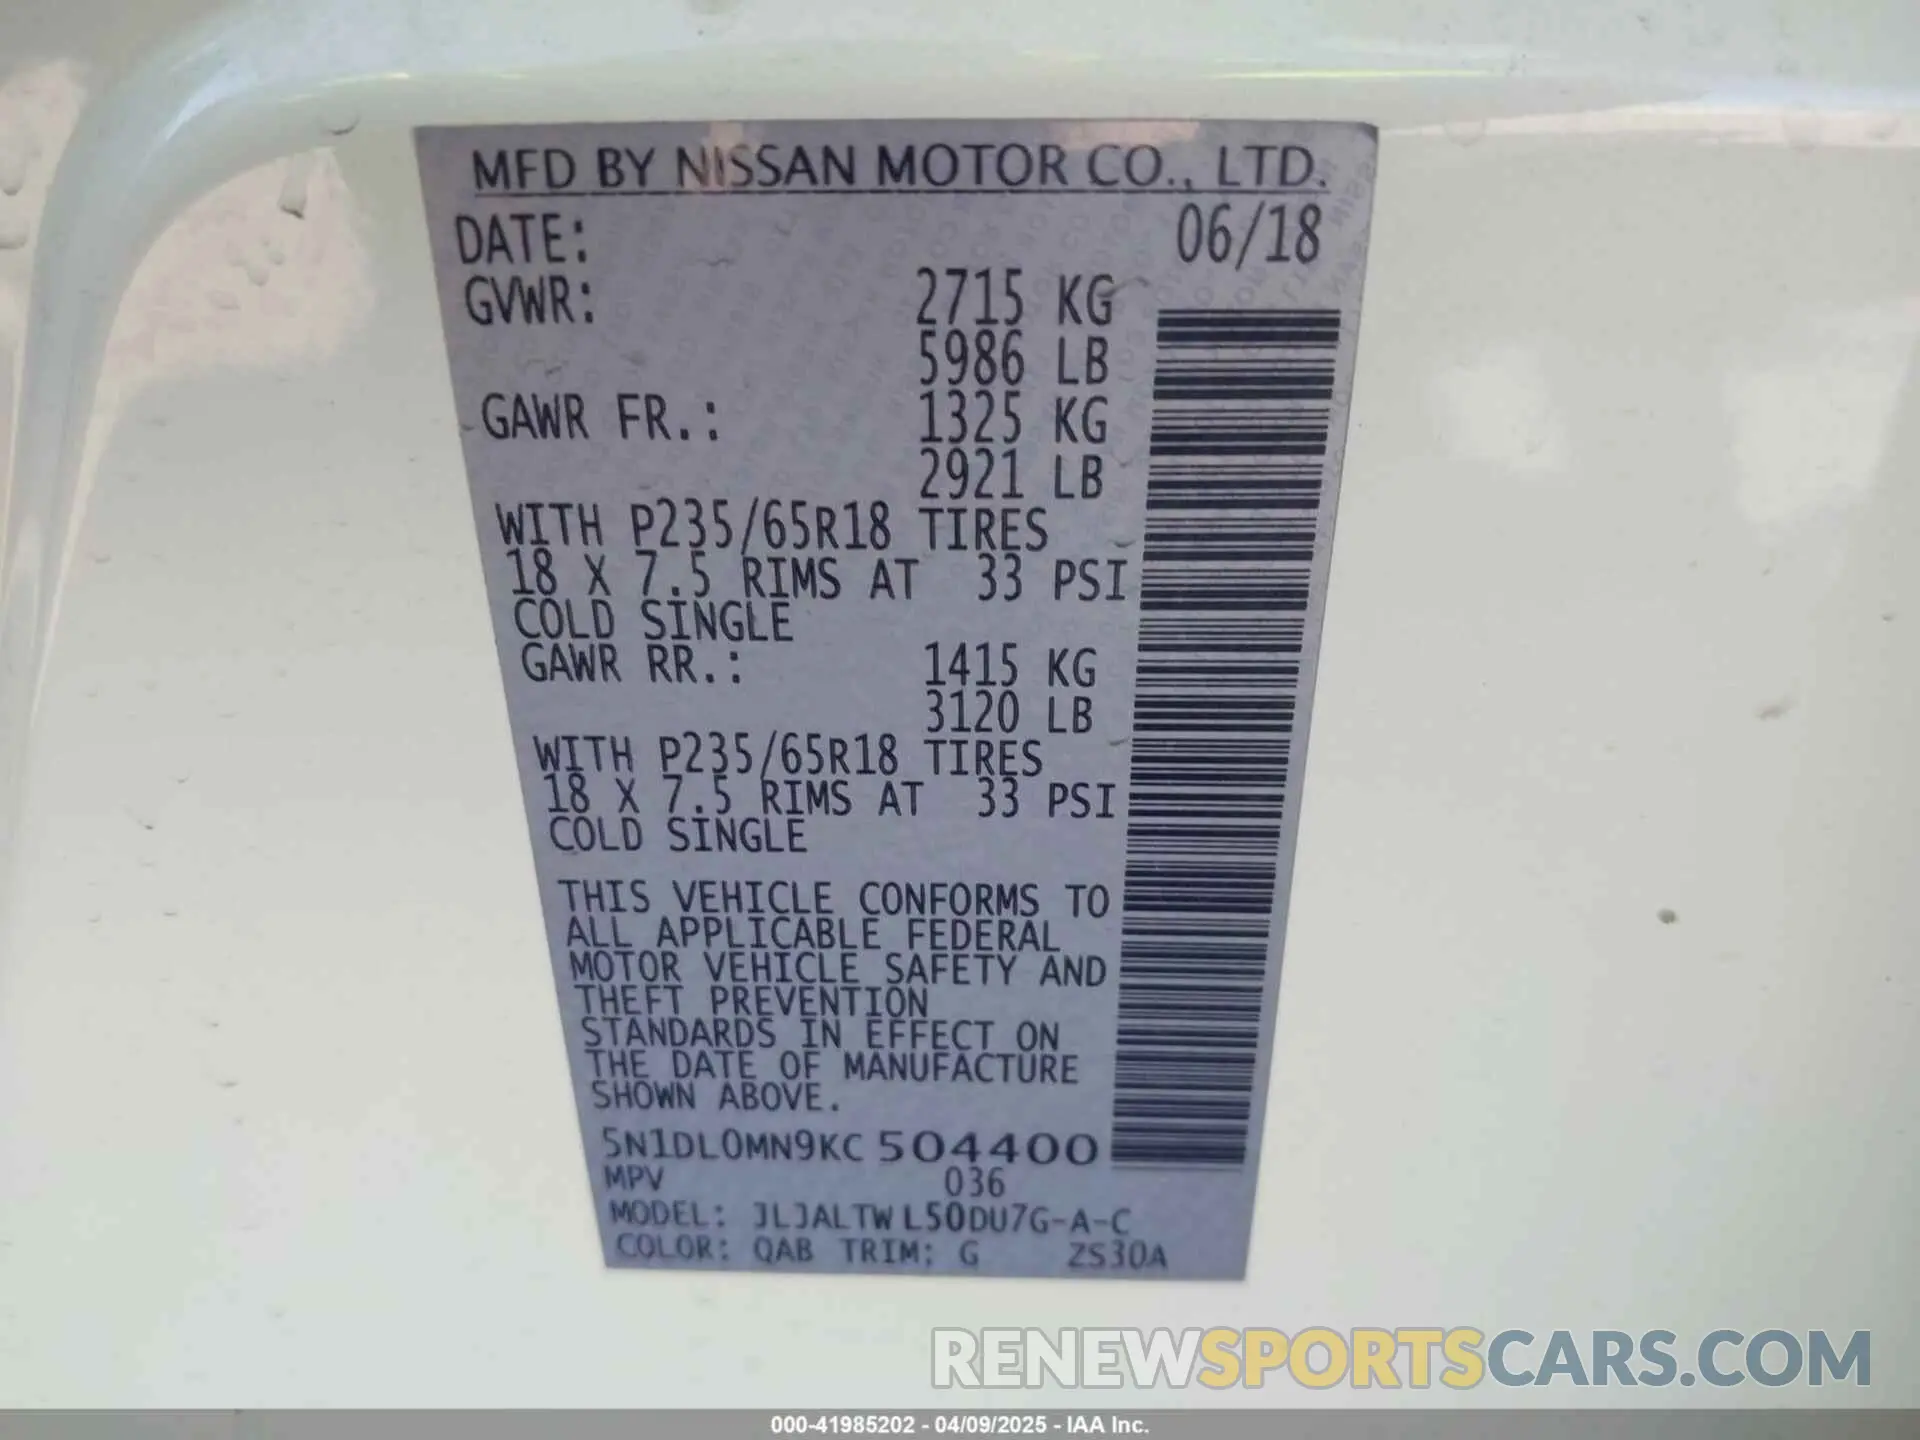 MFD BY NISSAN MOTOR CO., LTD.
DATE: 06/18
GVWR: 2715 KG
5986 LB
GAWR FR.: 1325 KG
2921 LB
WITH P235/65R18 TIRES
18 X 7.5 RIMS AT 33 PSI
COLD SINGLE
GAWR RR.: 1415 KG
3120 LB
WITH P235/65R18 TIRES
18 X 7.5 RIMS AT 33 PSI
COLD SINGLE
THIS VEHICLE CONFORMS TO
ALL APPLICABLE FEDERAL
MOTOR VEHICLE SAFETY AND
THEFT PREVENTION
STANDARDS IN EFFECT ON
THE DATE OF MANUFACTURE
SHOWN ABOVE.
5N1DL0MN9KC 504400
MPV 036
MODEL: JLJALTW L50DU7G-A-C
COLOR: QAB TRIM: G ZS30A
RENEWSPORTSCARS.COM
000-41985202 - 04/09/2025 - IAA Inc.